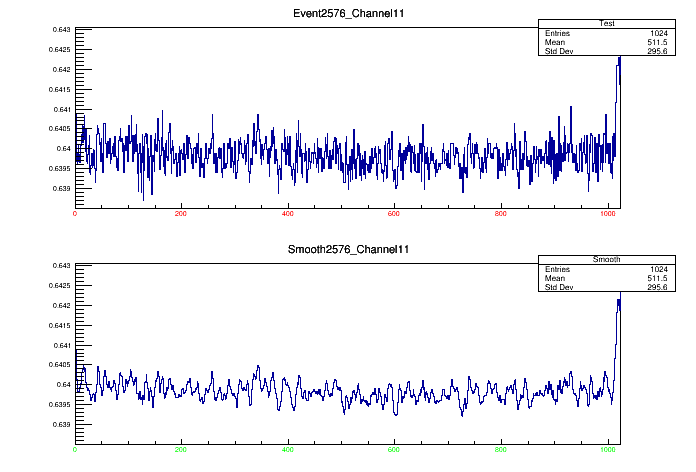 Event2576_Channel11
Test
Entries 1024
Mean 511.5
Std Dev 295.6
0.643
0.6425
0.642
0.6415
0.641
0.6405
0.64
0.6395
0.639
0 200 400 600 800 1000
Smooth2576_Channel11
Smooth
Entries 1024
Mean 511.5
Std Dev 295.6
0.643
0.6425
0.642
0.6415
0.641
0.6405
0.64
0.6395
0.639
0 200 400 600 800 1000